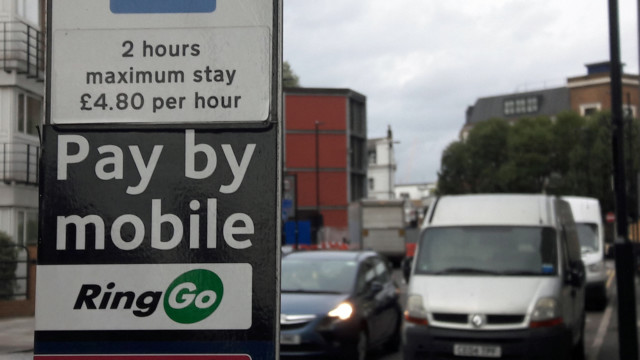 2 hours
maximum stay
£4.80 per hour
Pay by
mobile
RingGo